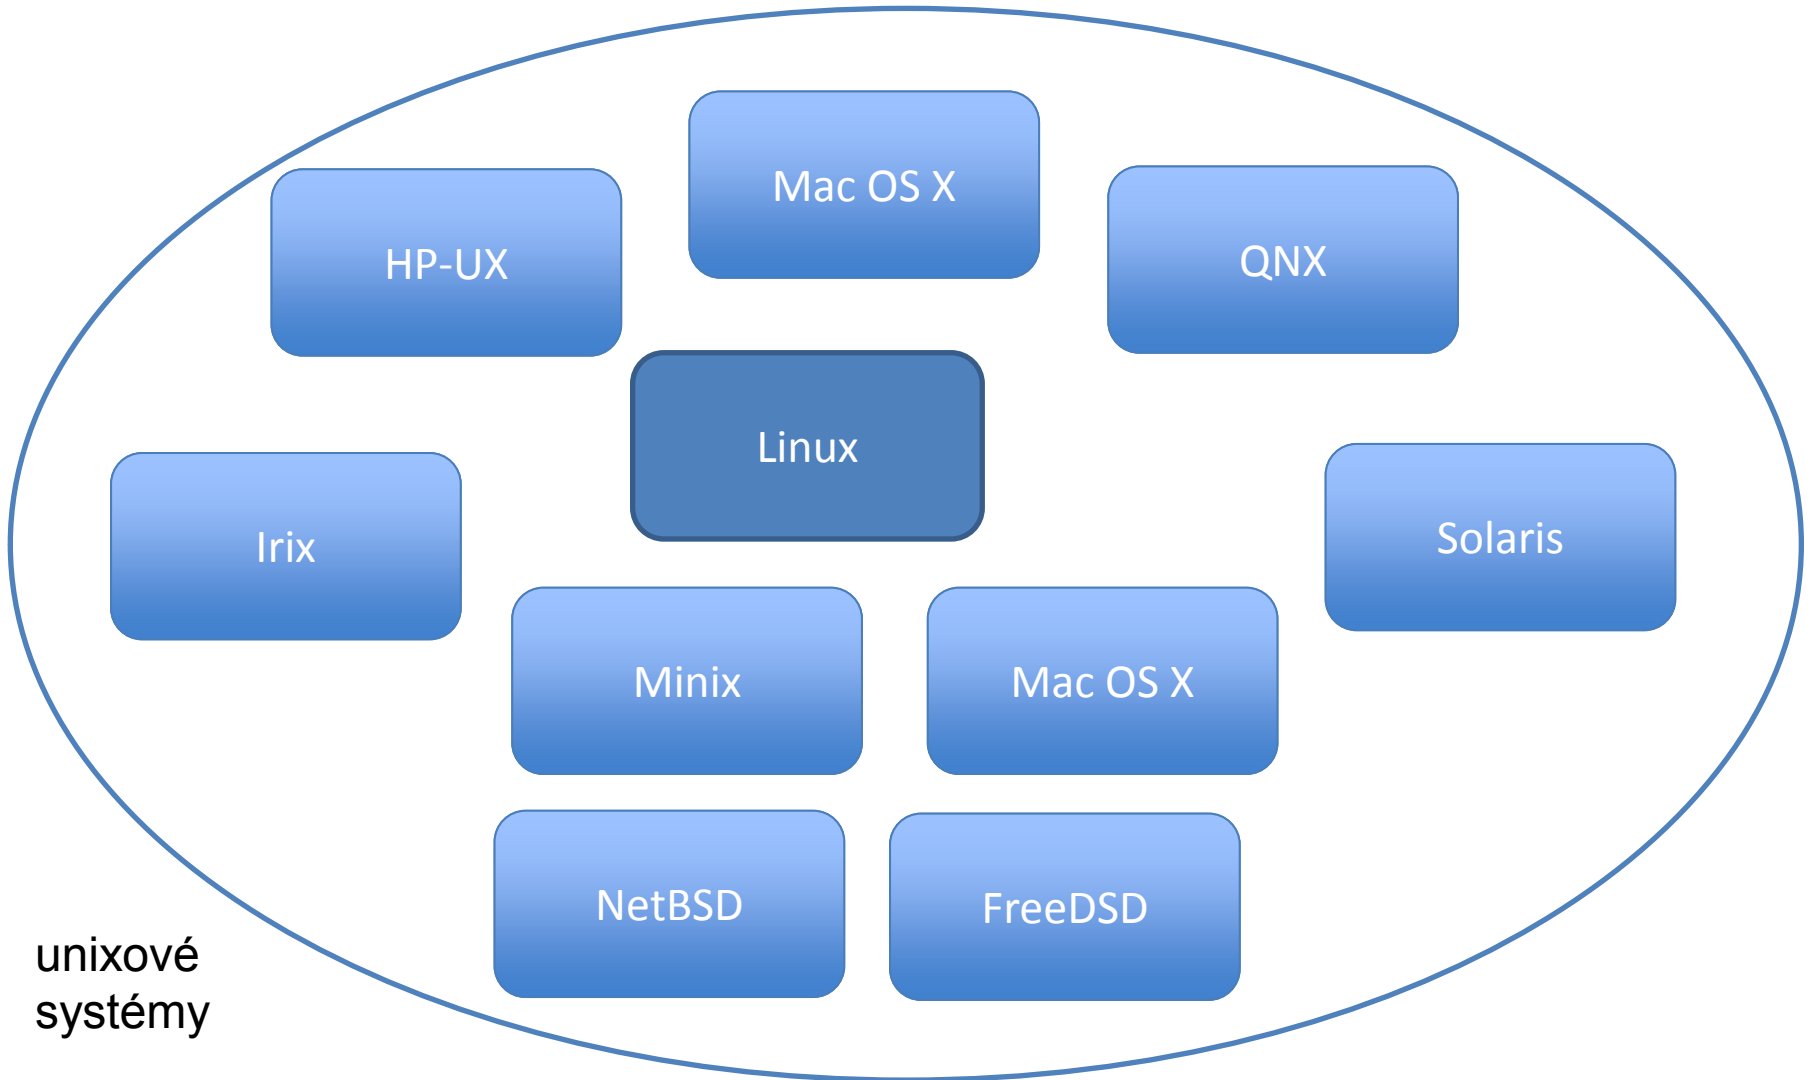 Mac OS X
HP-UX
QNX
Linux
Irix
Solaris
Minix
Mac OS X
NetBSD
FreeDSD
unixové
systémy